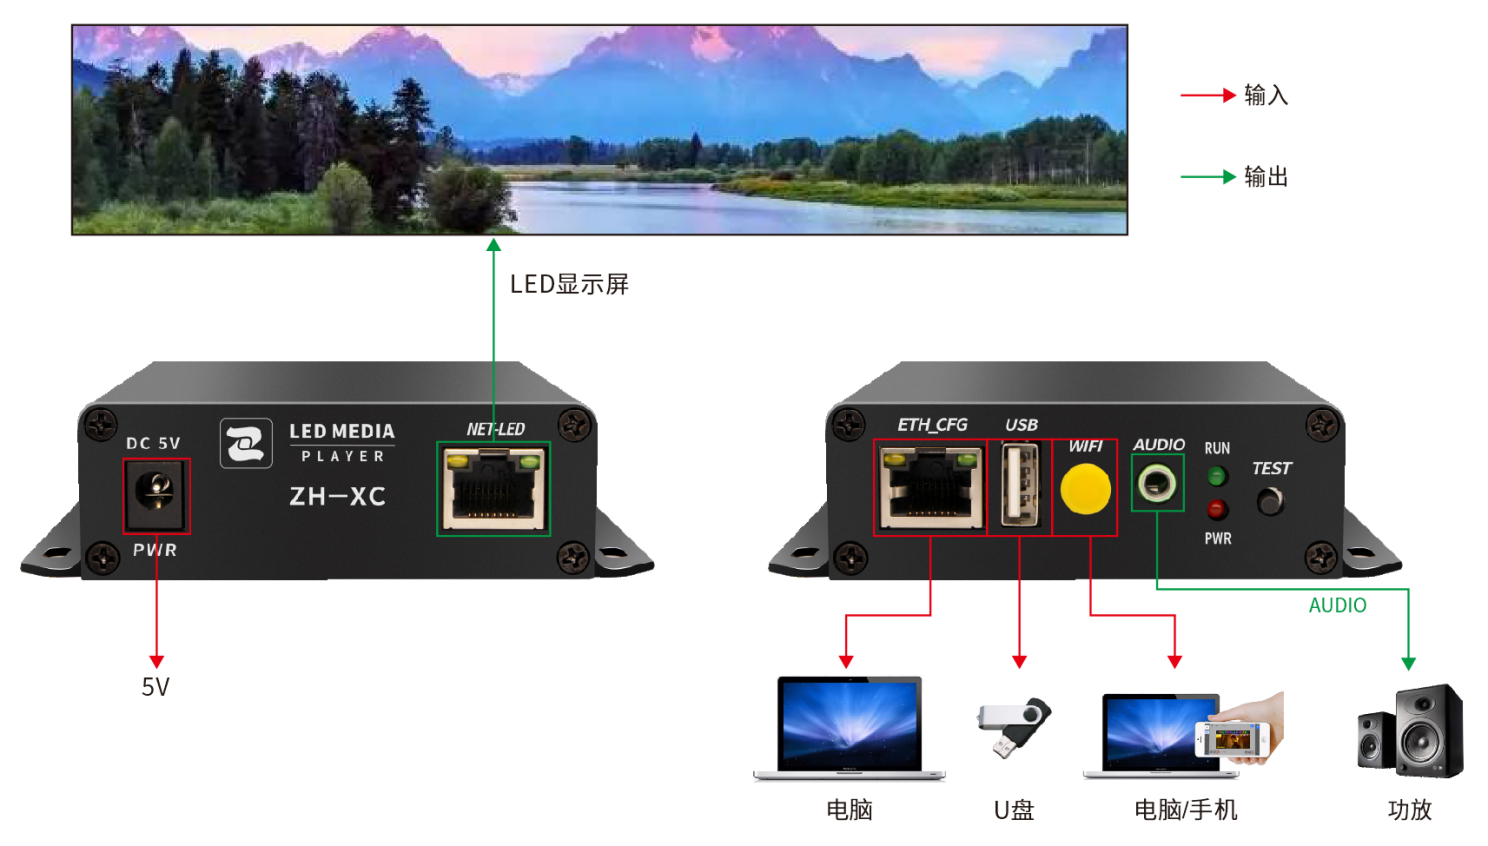 输入
输出
LED显示屏
DC 5V
PWR
LED MEDIA
PLAYER
ZH-XC
NET-LED
5V
ETH_CFG
USB
WIFI
AUDIO
RUN
PWR
TEST
AUDIO
电脑
U盘
电脑/手机
功放